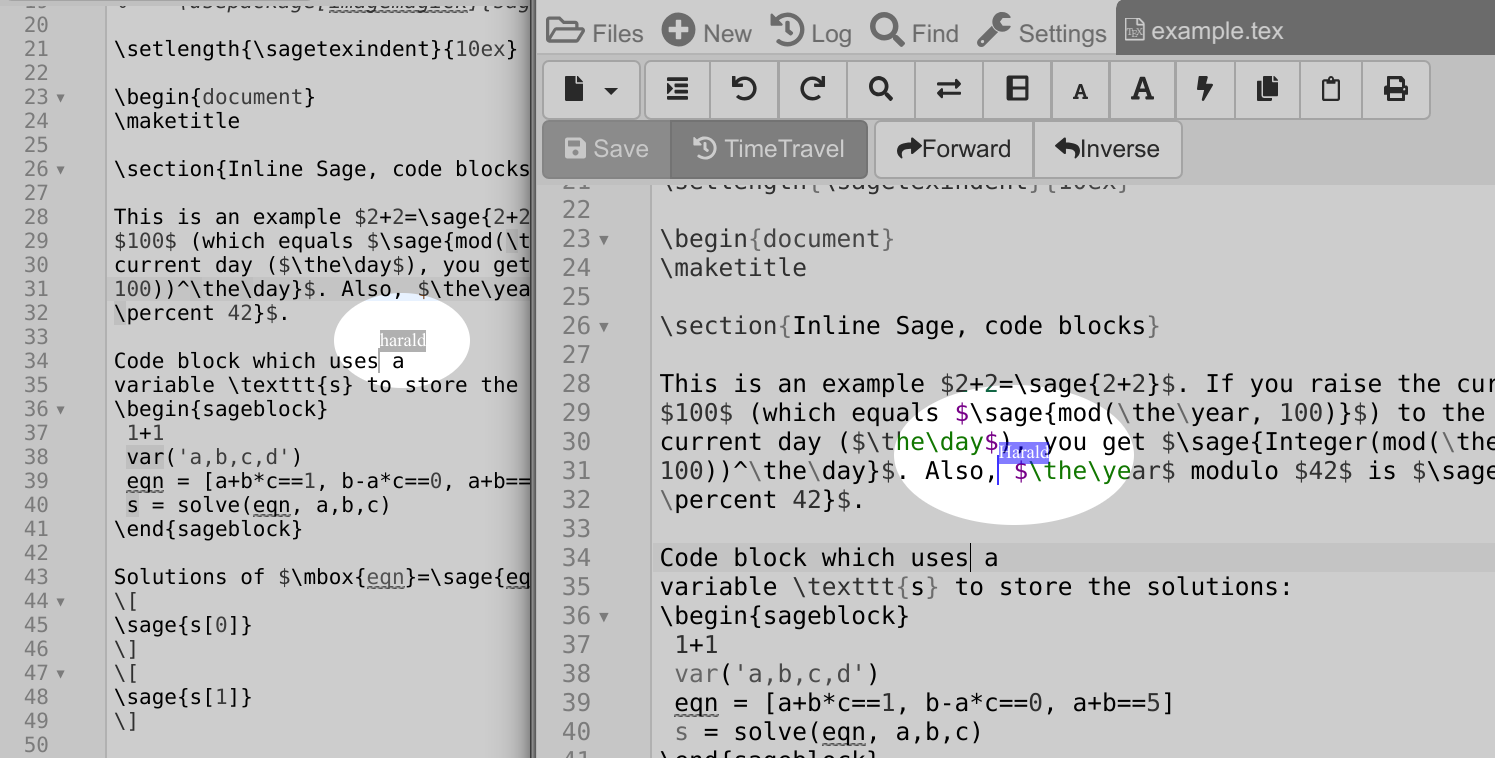 20
21 \setlength{\sagetexindent}{10ex}
22
23 \begin{document}
24 \maketitle
25
26 \section{Inline Sage, code blocks
27
28 This is an example $2+2=\sage{2+2
29 $100$ (which equals $\sage{mod(\t
30 current day ($\the\day$), you get
31 100))^\the\day}$. Also, $\the\yea
32 \percent 42}$.
33
harald
34 Code block which uses a
35 variable \texttt{s} to store the
36 \begin{sageblock}
37 1+1
38 var('a,b,c,d')
39 eqn = [a+b*c==1, b-a*c==0, a+b==
40 s = solve(eqn, a,b,c)
41 \end{sageblock}
42
43 Solutions of $\mbox{eqn}=\sage{eq
44 \[
45 \sage{s[0]}
46 \]
47 \[
48 \sage{s[1]}
49 \]
50
Files New Log Find Settings example.tex
A A
Save TimeTravel Forward Inverse
21 \setlength{\sagetexindent}{10ex}
22
23 \begin{document}
24 \maketitle
25
26 \section{Inline Sage, code blocks}
27
28 This is an example $2+2=\sage{2+2}$. If you raise the cur
29 $100$ (which equals $\sage{mod(\the\year, 100)}$) to the
30 current day ($\the\day$), you get $\sage{Integer(mod(\the
Harald
31 100))^\the\day}$. Also, $\the\year$ modulo $42$ is $\sage
32 \percent 42}$.
33
34 Code block which uses a
35 variable \texttt{s} to store the solutions:
36 \begin{sageblock}
37 1+1
38 var('a,b,c,d')
39 eqn = [a+b*c==1, b-a*c==0, a+b==5]
40 s = solve(eqn, a,b,c)
41 \end{sageblock}